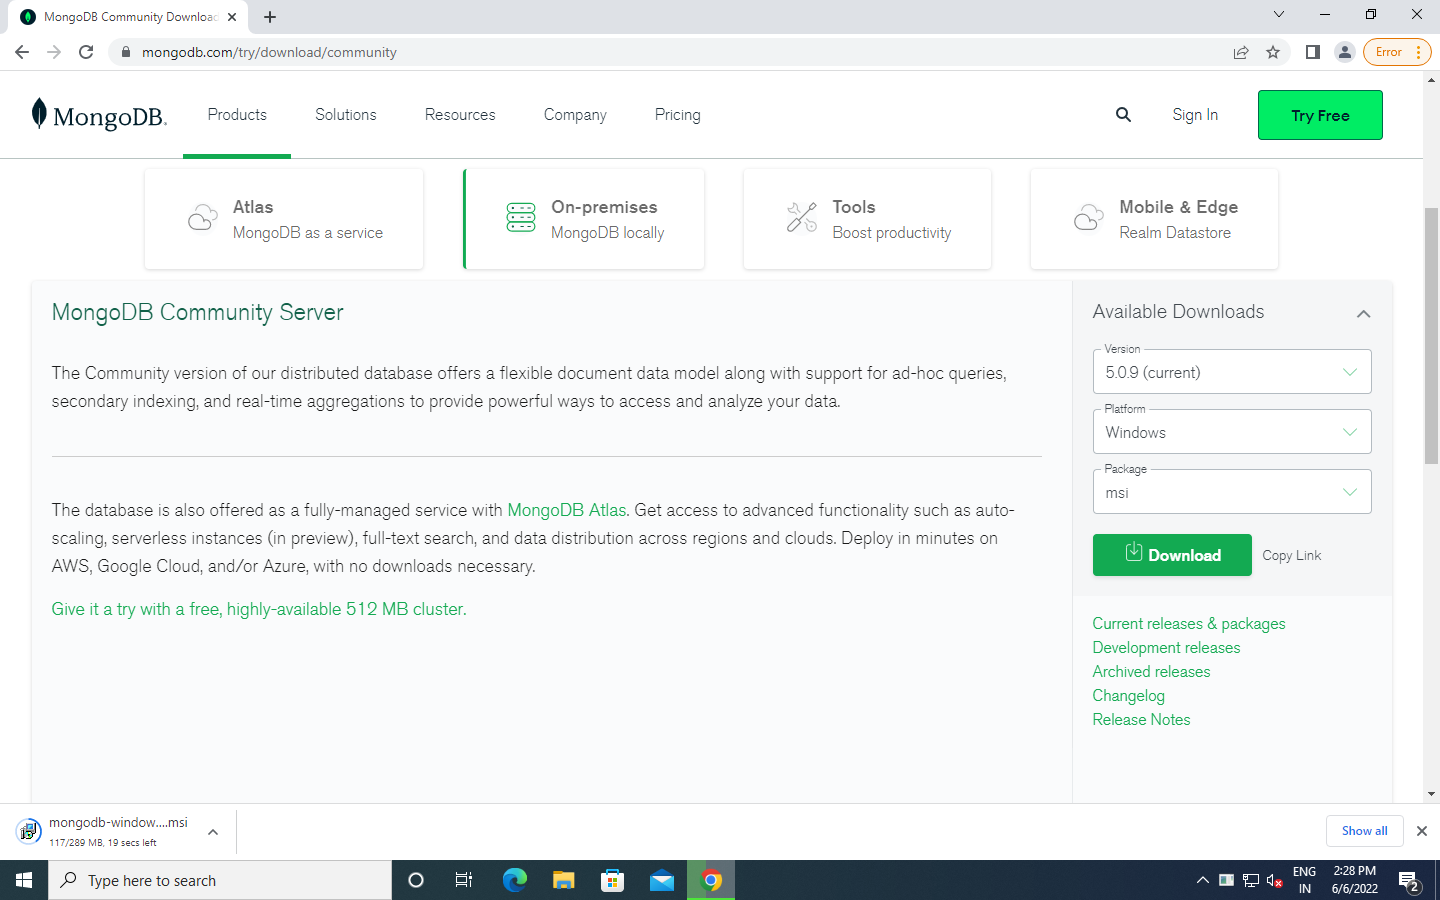 MongoDB Community Download
mongodb.com/try/download/community
Error
MongoDB.
Products
Solutions
Resources
Company
Pricing
Sign In
Try Free
Atlas
MongoDB as a service
On-premises
MongoDB locally
Tools
Boost productivity
Mobile & Edge
Realm Datastore
MongoDB Community Server
The Community version of our distributed database offers a flexible document data model along with support for ad-hoc queries,
secondary indexing, and real-time aggregations to provide powerful ways to access and analyze your data.
The database is also offered as a fully-managed service with MongoDB Atlas. Get access to advanced functionality such as auto-
scaling, serverless instances (in preview), full-text search, and data distribution across regions and clouds. Deploy in minutes on
AWS, Google Cloud, and/or Azure, with no downloads necessary.
Give it a try with a free, highly-available 512 MB cluster.
Available Downloads
Version
5.0.9 (current)
Platform
Windows
Package
msi
Download
Copy Link
Current releases & packages
Development releases
Archived releases
Changelog
Release Notes
mongodb-window....msi
117/289 MB, 19 secs left
Show all
Type here to search
ENG
IN
2:28 PM
6/6/2022
2